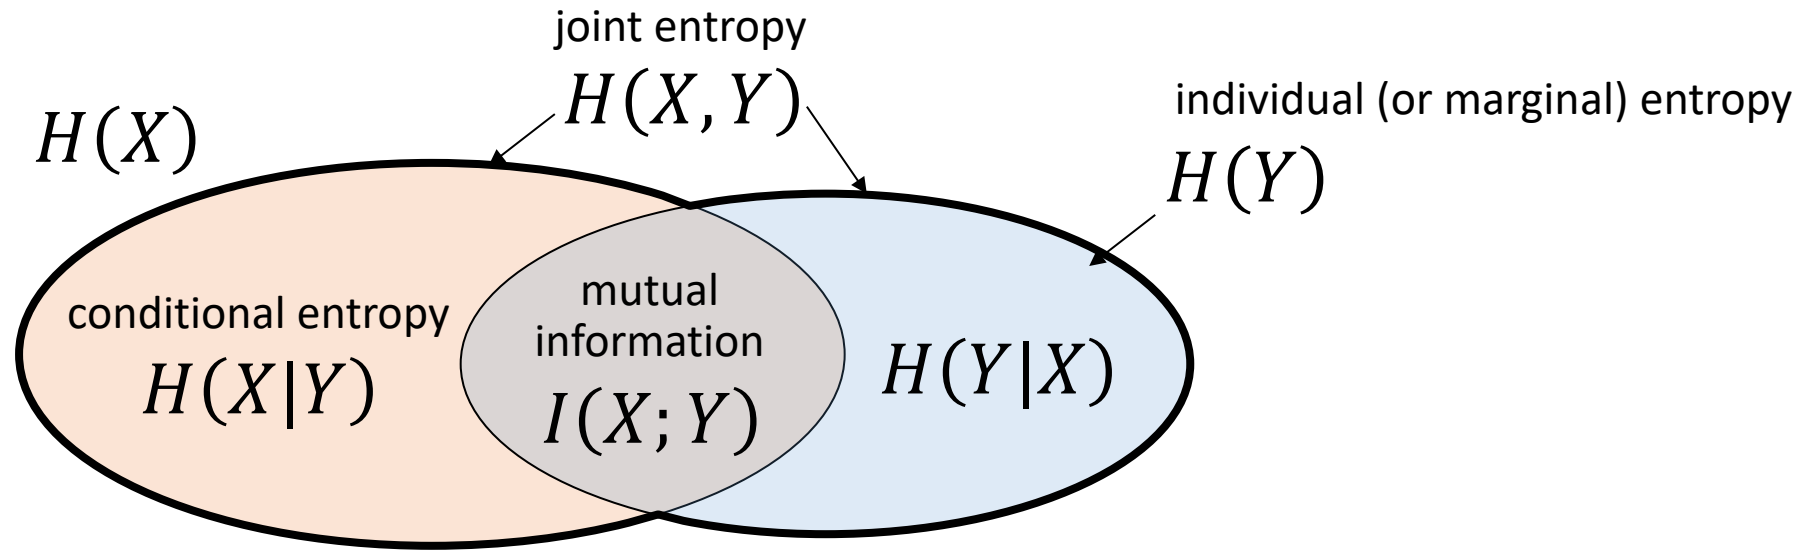 joint entropy
H(X,Y)
individual (or marginal) entropy
H(X)
H(Y)
conditional entropy
H(X|Y)
mutual
information
I(X;Y)
H(Y|X)